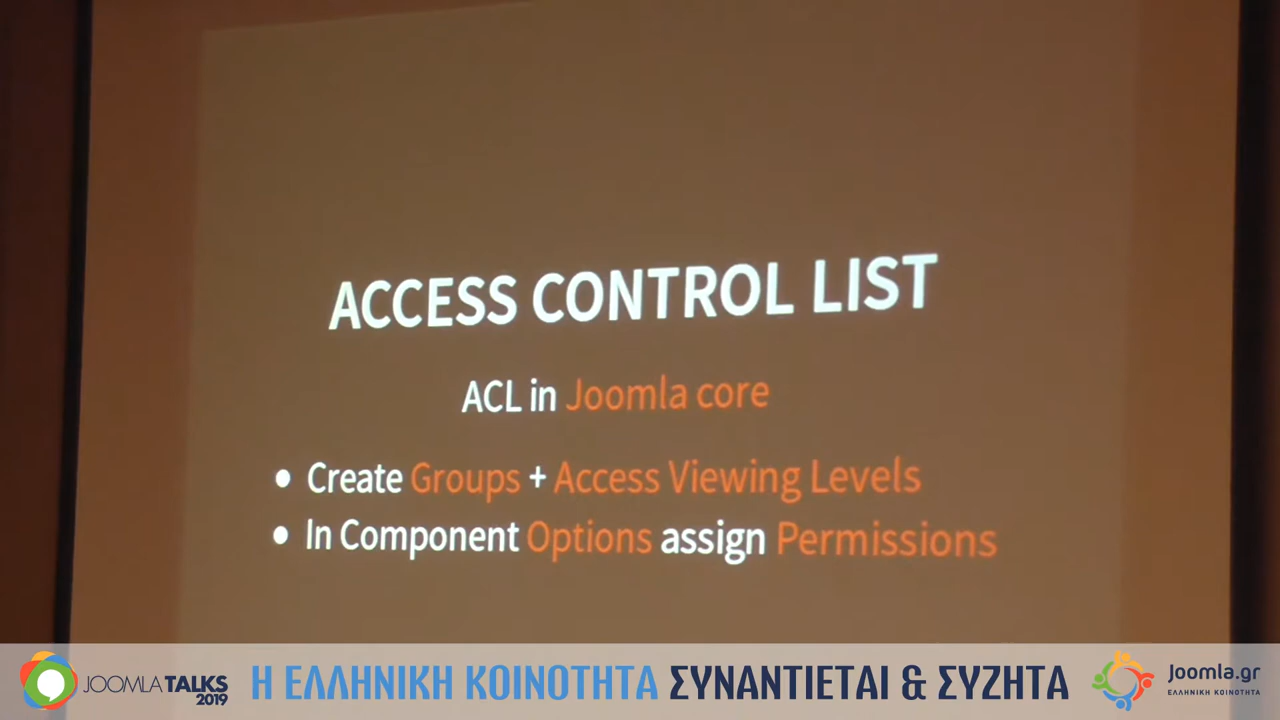 ACCESS CONTROL LIST
ACL in Joomla core
• Create Groups + Access Viewing Levels
• In Component Options assign Permissions
JOOMLA TALKS
2019
Η ΕΛΛΗΝΙΚΗ ΚΟΙΝΟΤΗΤΑ ΣΥΝΑΝΤΙΕΤΑΙ & ΣΥΖΗΤΑ
Joomla.gr
ΕΛΛΗΝΙΚΗ ΚΟΙΝΟΤΗΤΑ